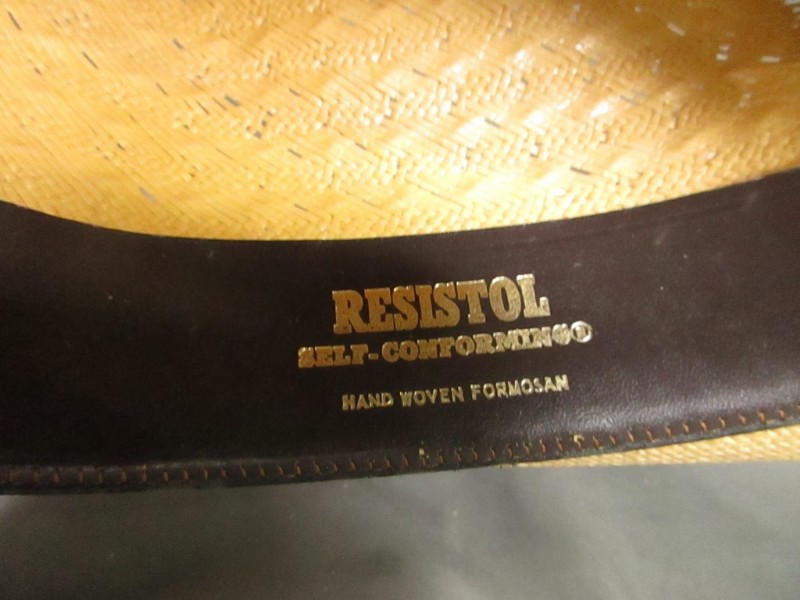 RESISTOL
SELF-CONFORMING®
HAND WOVEN FORMOSAN